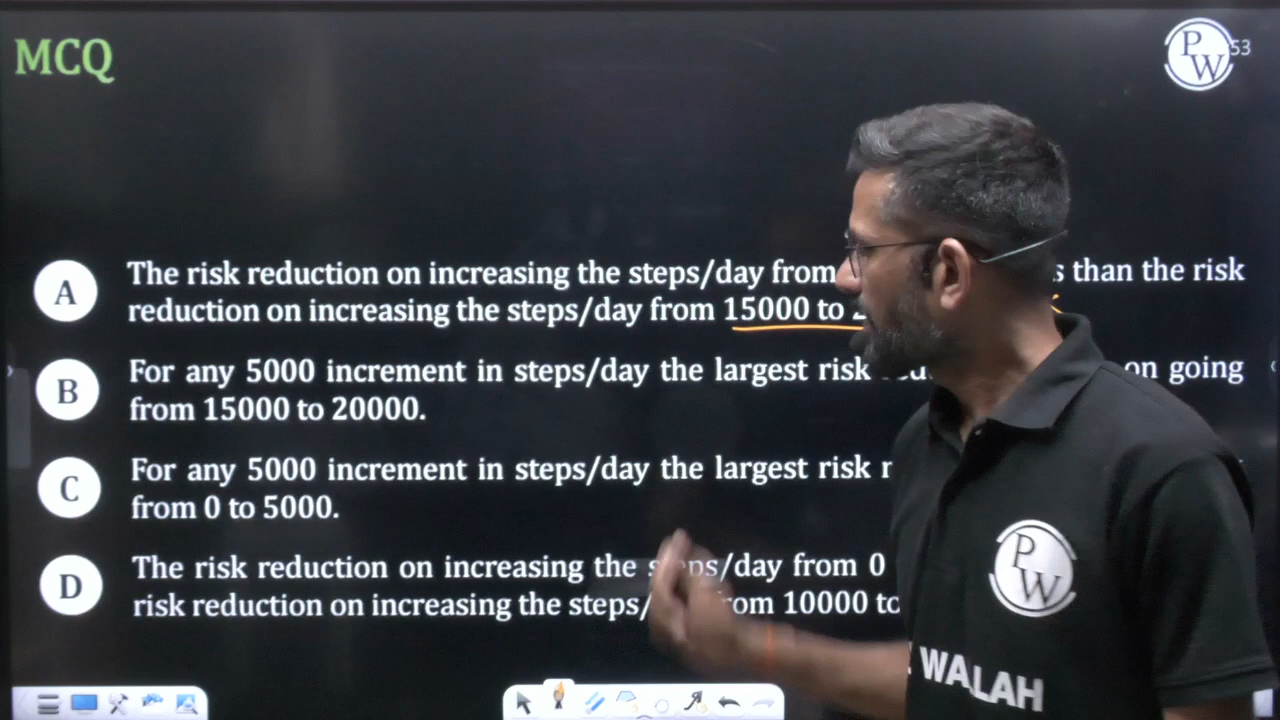 MCQ
P
W
53
A
The risk reduction on increasing the steps/day from than the risk
reduction on increasing the steps/day from 15000 to
B
For any 5000 increment in steps/day the largest risk on going
from 15000 to 20000.
C
For any 5000 increment in steps/day the largest risk
from 0 to 5000.
D
The risk reduction on increasing the steps/day from 0
risk reduction on increasing the from 10000 to
P
W
WALAH